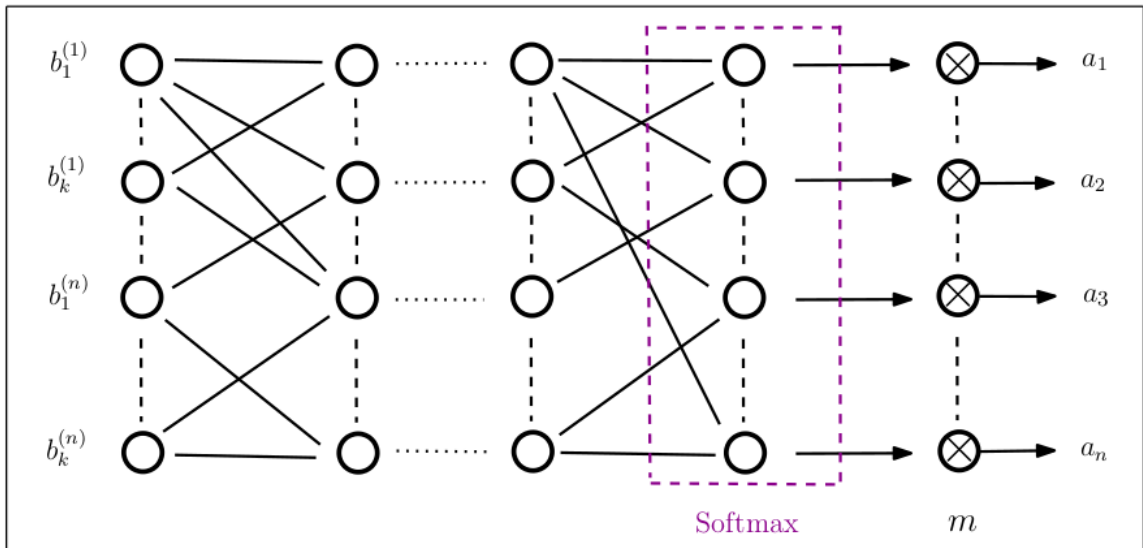 b_1^{(1)} a_1
b_k^{(1)} a_2
b_1^{(n)} a_3
b_k^{(n)} a_n
Softmax m